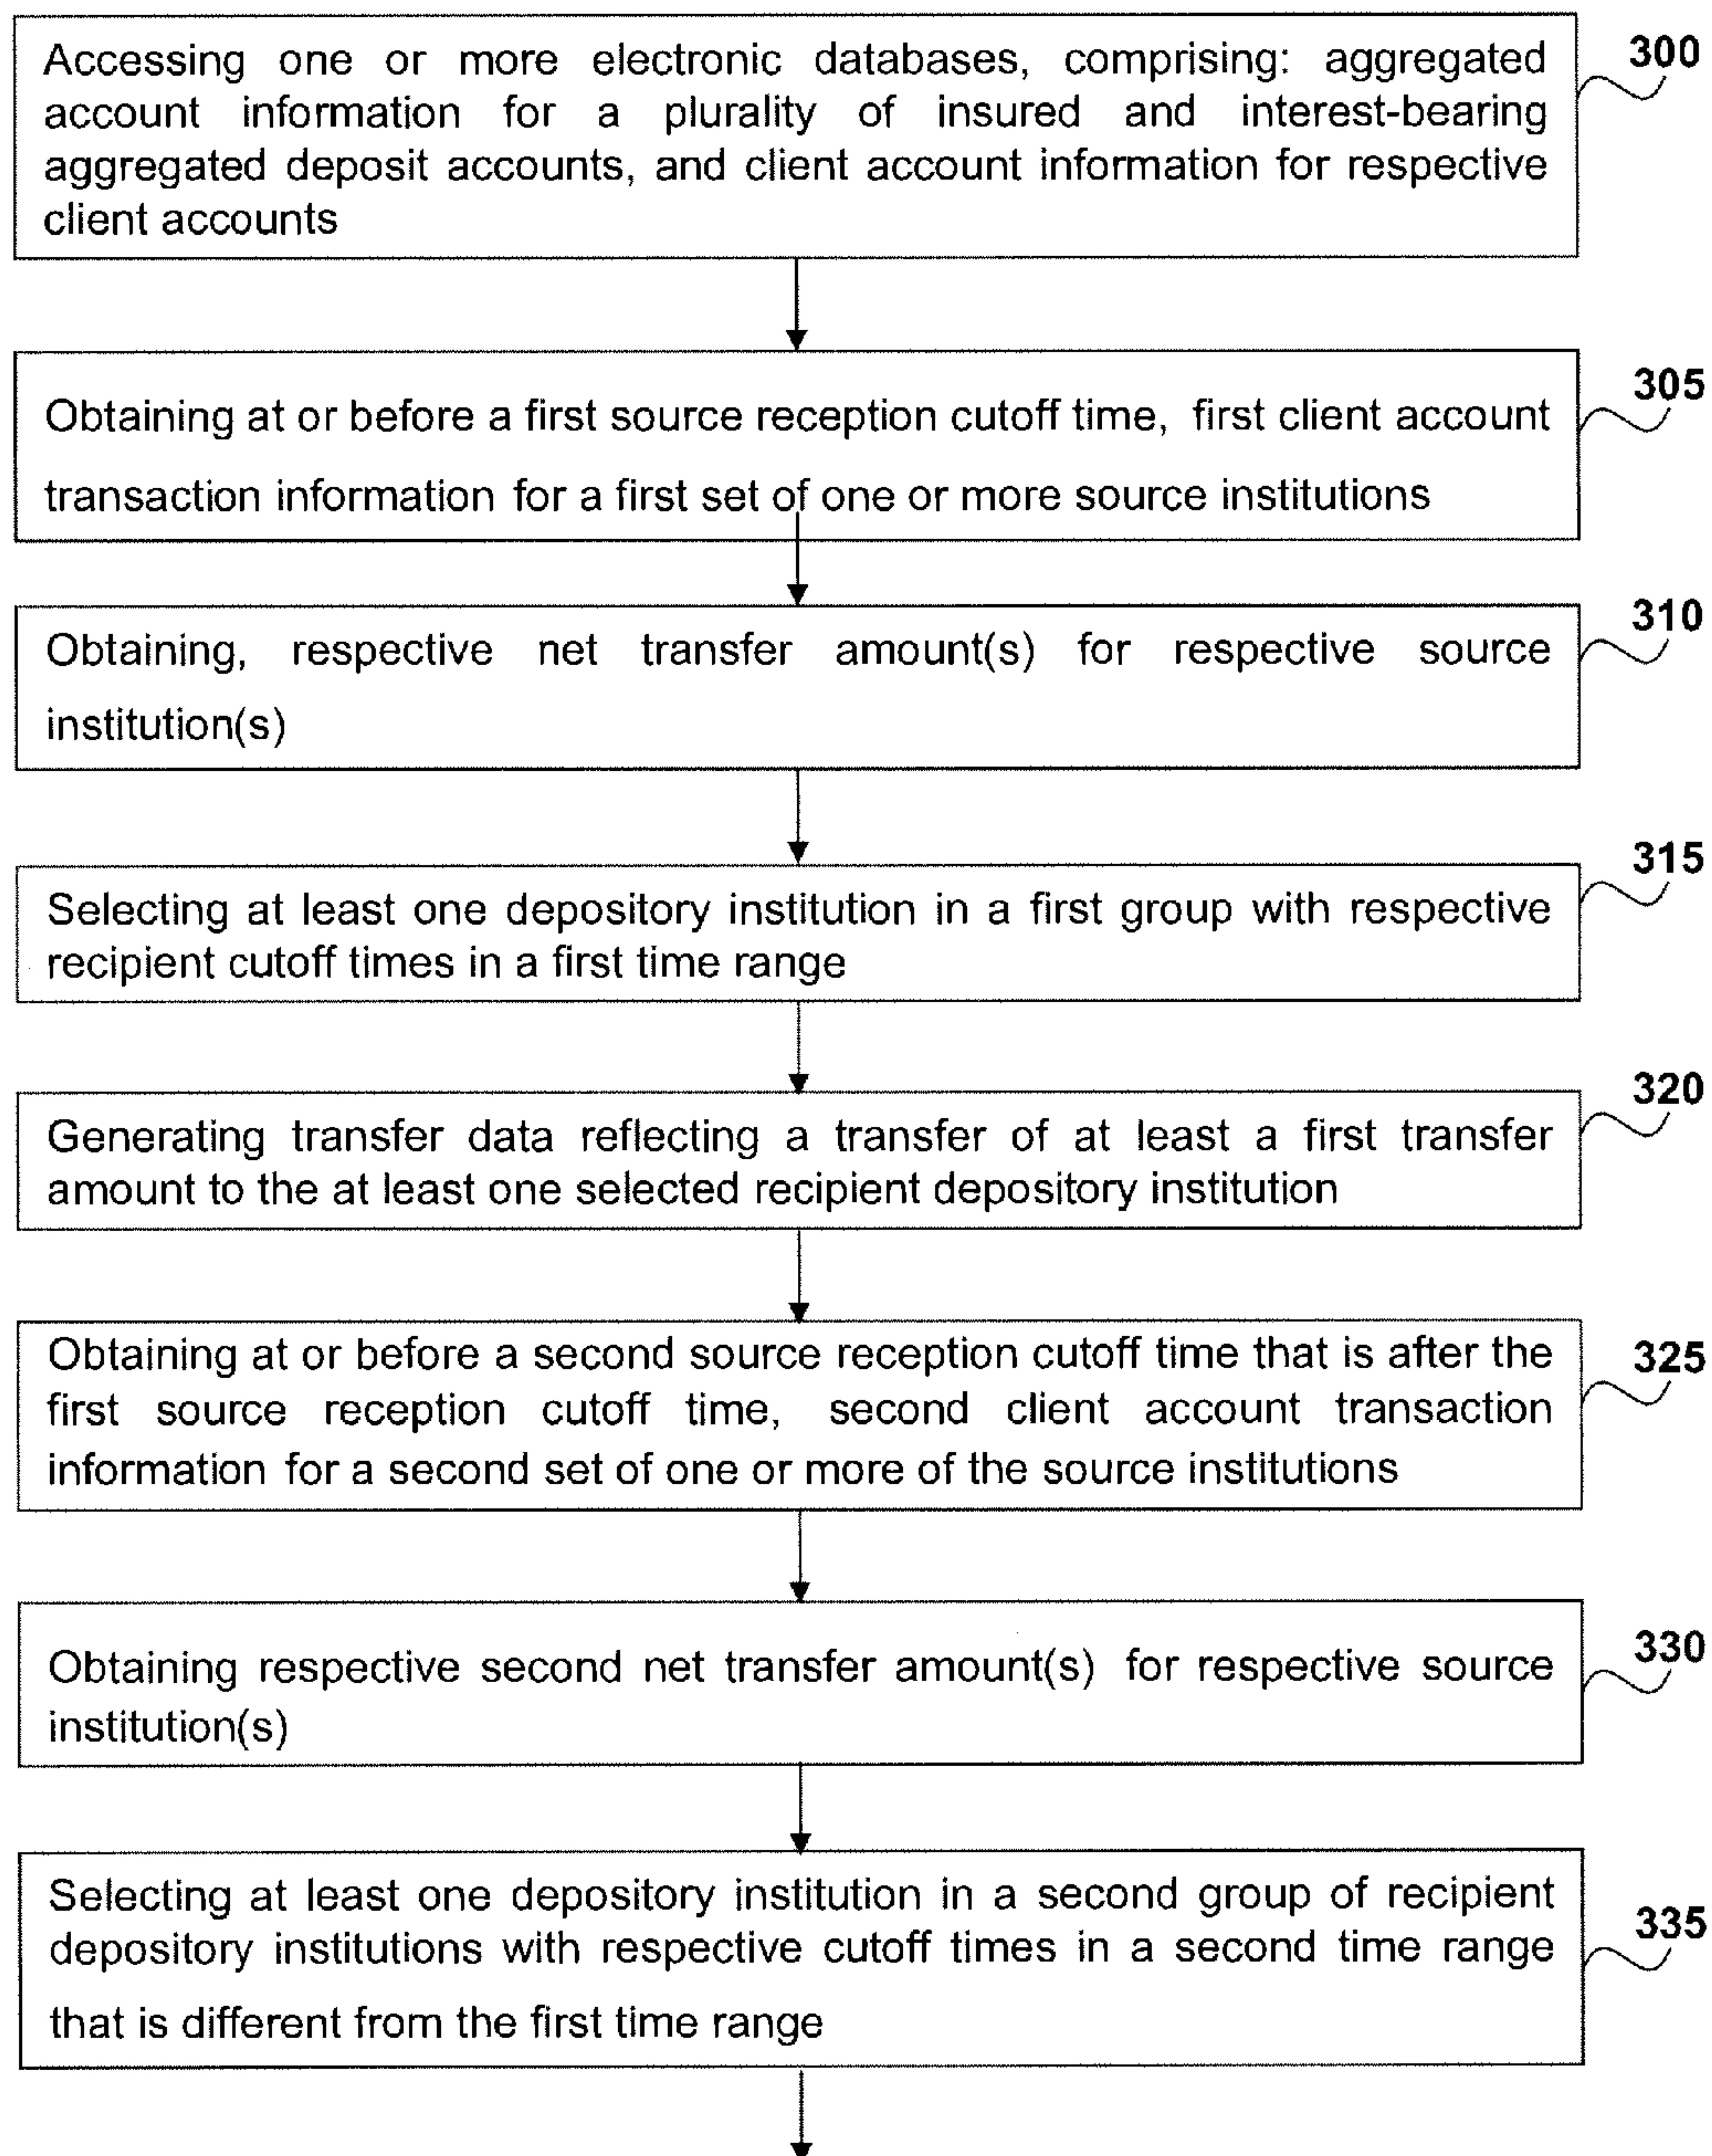 Accessing one or more electronic databases, comprising: aggregated
300
account information for a plurality of insured and interest-bearing
aggregated deposit accounts, and client account information for respective
client accounts
305
Obtaining at or before a first source reception cutoff time, first client account
transaction information for a first set of one or more source institutions
310
Obtaining, respective net transfer amount(s) for respective source
institution(s)
315
Selecting at least one depository institution in a first group with respective
recipient cutoff times in a first time range
320
Generating transfer data reflecting a transfer of at least a first transfer
amount to the at least one selected recipient depository institution
325
Obtaining at or before a second source reception cutoff time that is after the
first source reception cutoff time, second client account transaction
information for a second set of one or more of the source institutions
330
Obtaining respective second net transfer amount(s) for respective source
institution(s)
335
Selecting at least one depository institution in a second group of recipient
depository institutions with respective cutoff times in a second time range
that is different from the first time range